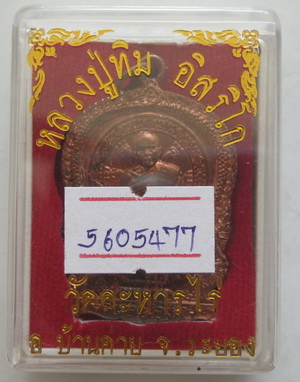 หลวงปู่ทิม อิสริโก
5605477
วัดละหารไร่
อ.บ้านค่าย จ.ระยอง